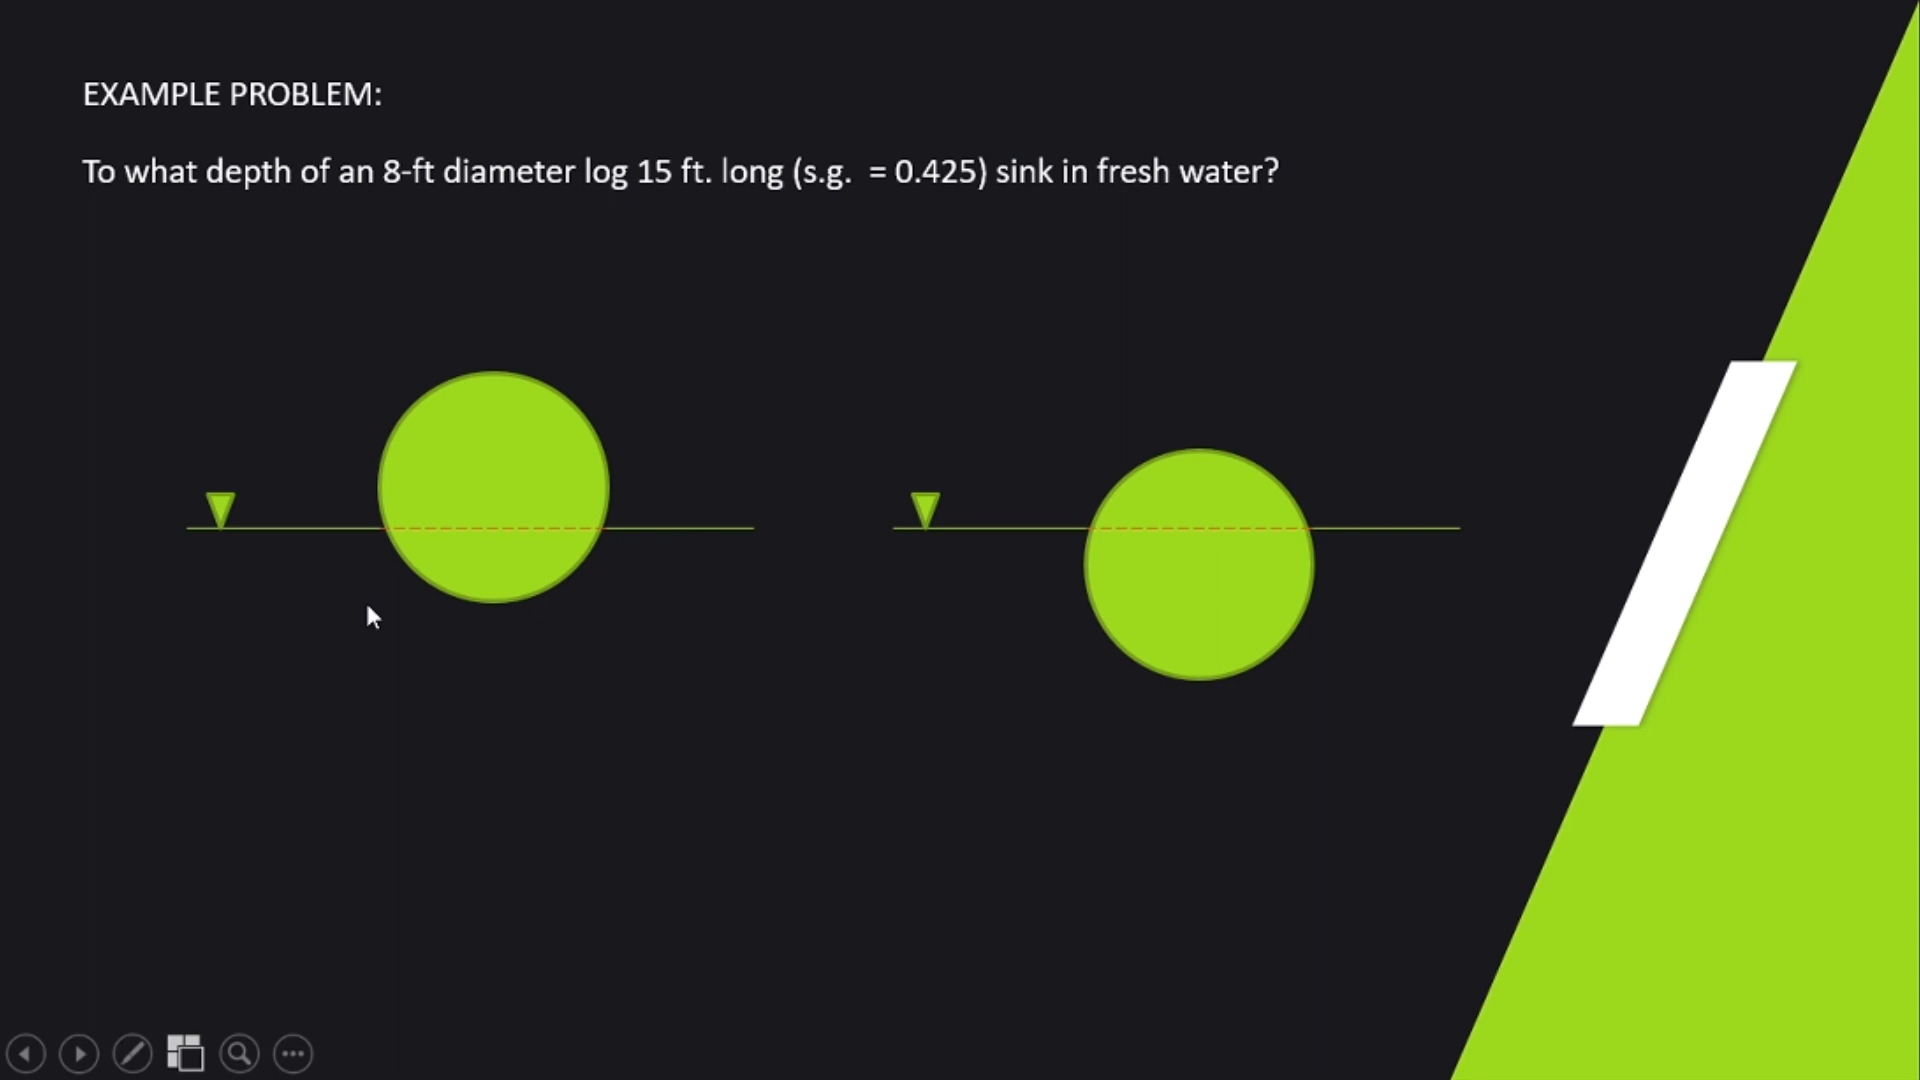 EXAMPLE PROBLEM:
To what depth of an 8-ft diameter log 15 ft. long (s.g.  = 0.425) sink in fresh water?